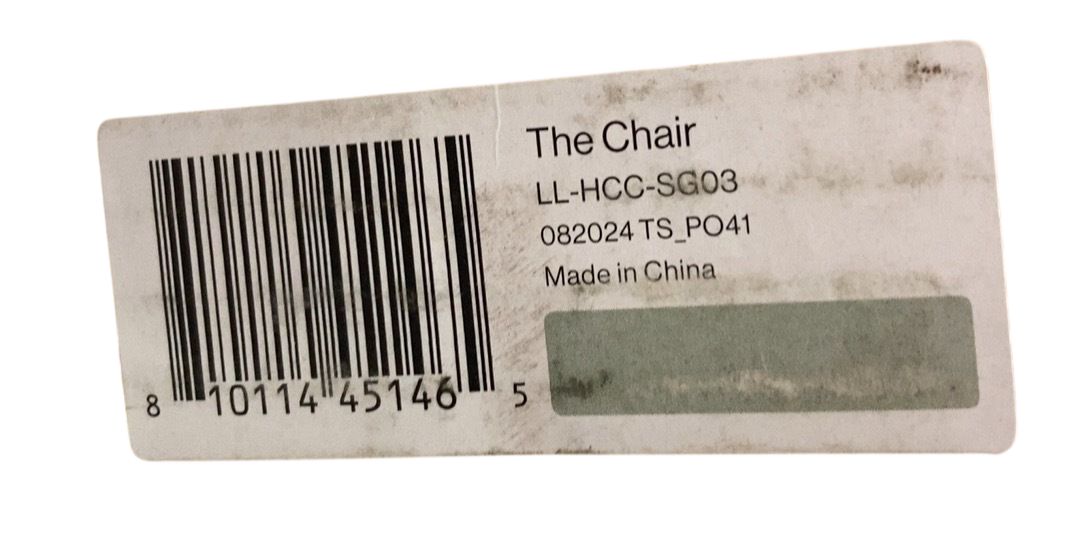 The Chair
LL-HCC-SG03
082024 TS_PO41
Made in China
8 10114 45146 5